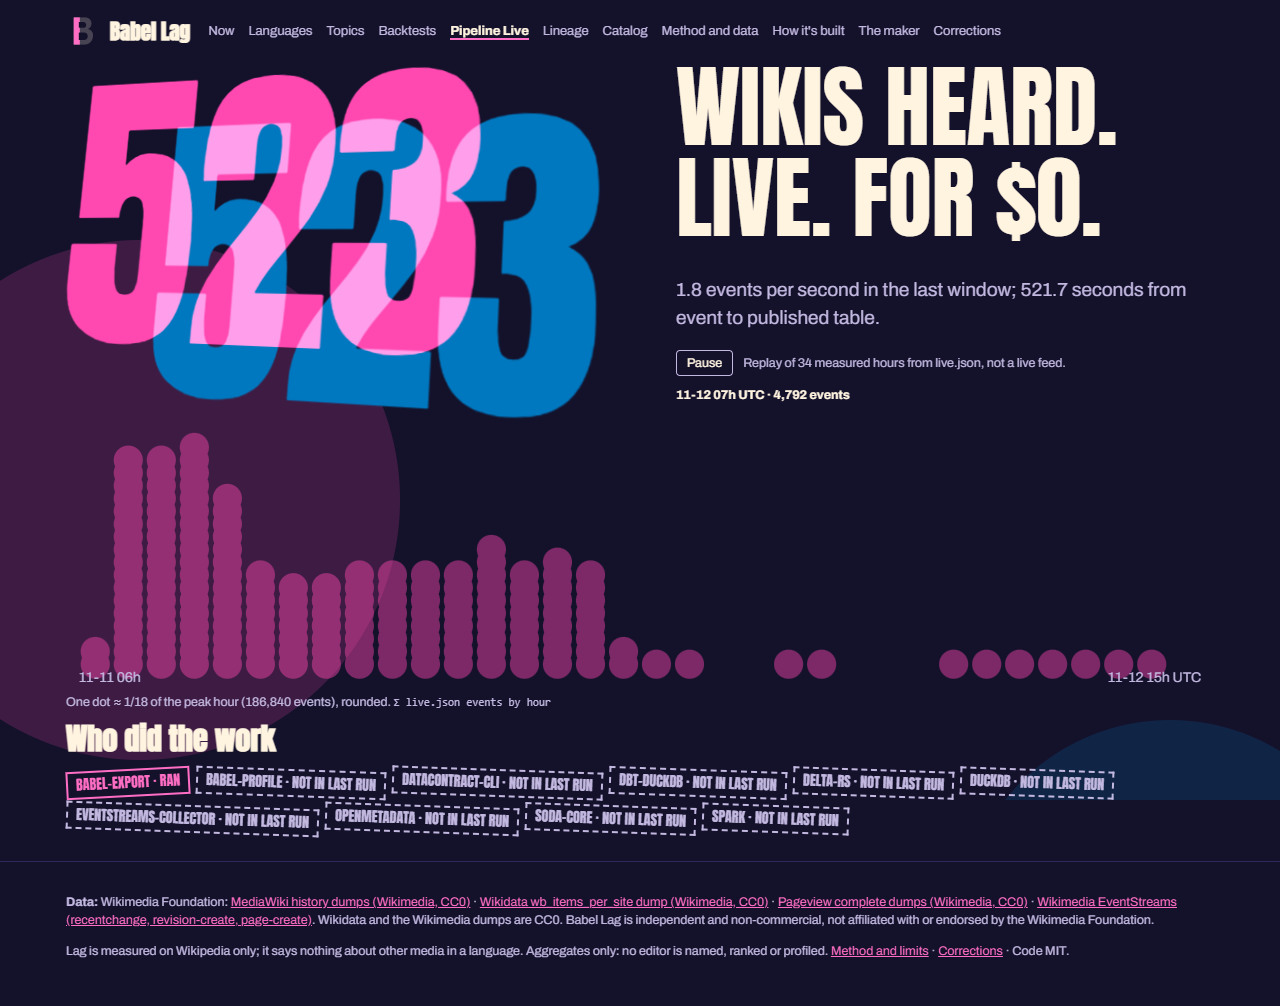 B Babel Lag Now Languages Topics Backtests Pipeline Live Lineage Catalog Method and data How it's built The maker Corrections
523
523
WIKIS HEARD.
LIVE. FOR $0.
1.8 events per second in the last window; 521.7 seconds from
event to published table.
Pause Replay of 34 measured hours from live.json, not a live feed.
11-12 07h UTC · 4,792 events
11-11 06h 11-12 15h UTC
One dot ≈ 1/18 of the peak hour (186,840 events), rounded. Σ live.json events by hour
Who did the work
BABEL-EXPORT · RAN BABEL-PROFILE · NOT IN LAST RUN DATACONTRACT-CLI · NOT IN LAST RUN DBT-DUCKDB · NOT IN LAST RUN DELTA-RS · NOT IN LAST RUN DUCKDB · NOT IN LAST RUN
EVENTSTREAMS-COLLECTOR · NOT IN LAST RUN OPENMETADATA · NOT IN LAST RUN SODA-CORE · NOT IN LAST RUN SPARK · NOT IN LAST RUN
Data: Wikimedia Foundation: MediaWiki history dumps (Wikimedia, CC0) · Wikidata wb_items_per_site dump (Wikimedia, CC0) · Pageview complete dumps (Wikimedia, CC0) · Wikimedia EventStreams
(recentchange, revision-create, page-create). Wikidata and the Wikimedia dumps are CC0. Babel Lag is independent and non-commercial, not affiliated with or endorsed by the Wikimedia Foundation.
Lag is measured on Wikipedia only; it says nothing about other media in a language. Aggregates only: no editor is named, ranked or profiled. Method and limits · Corrections · Code MIT.